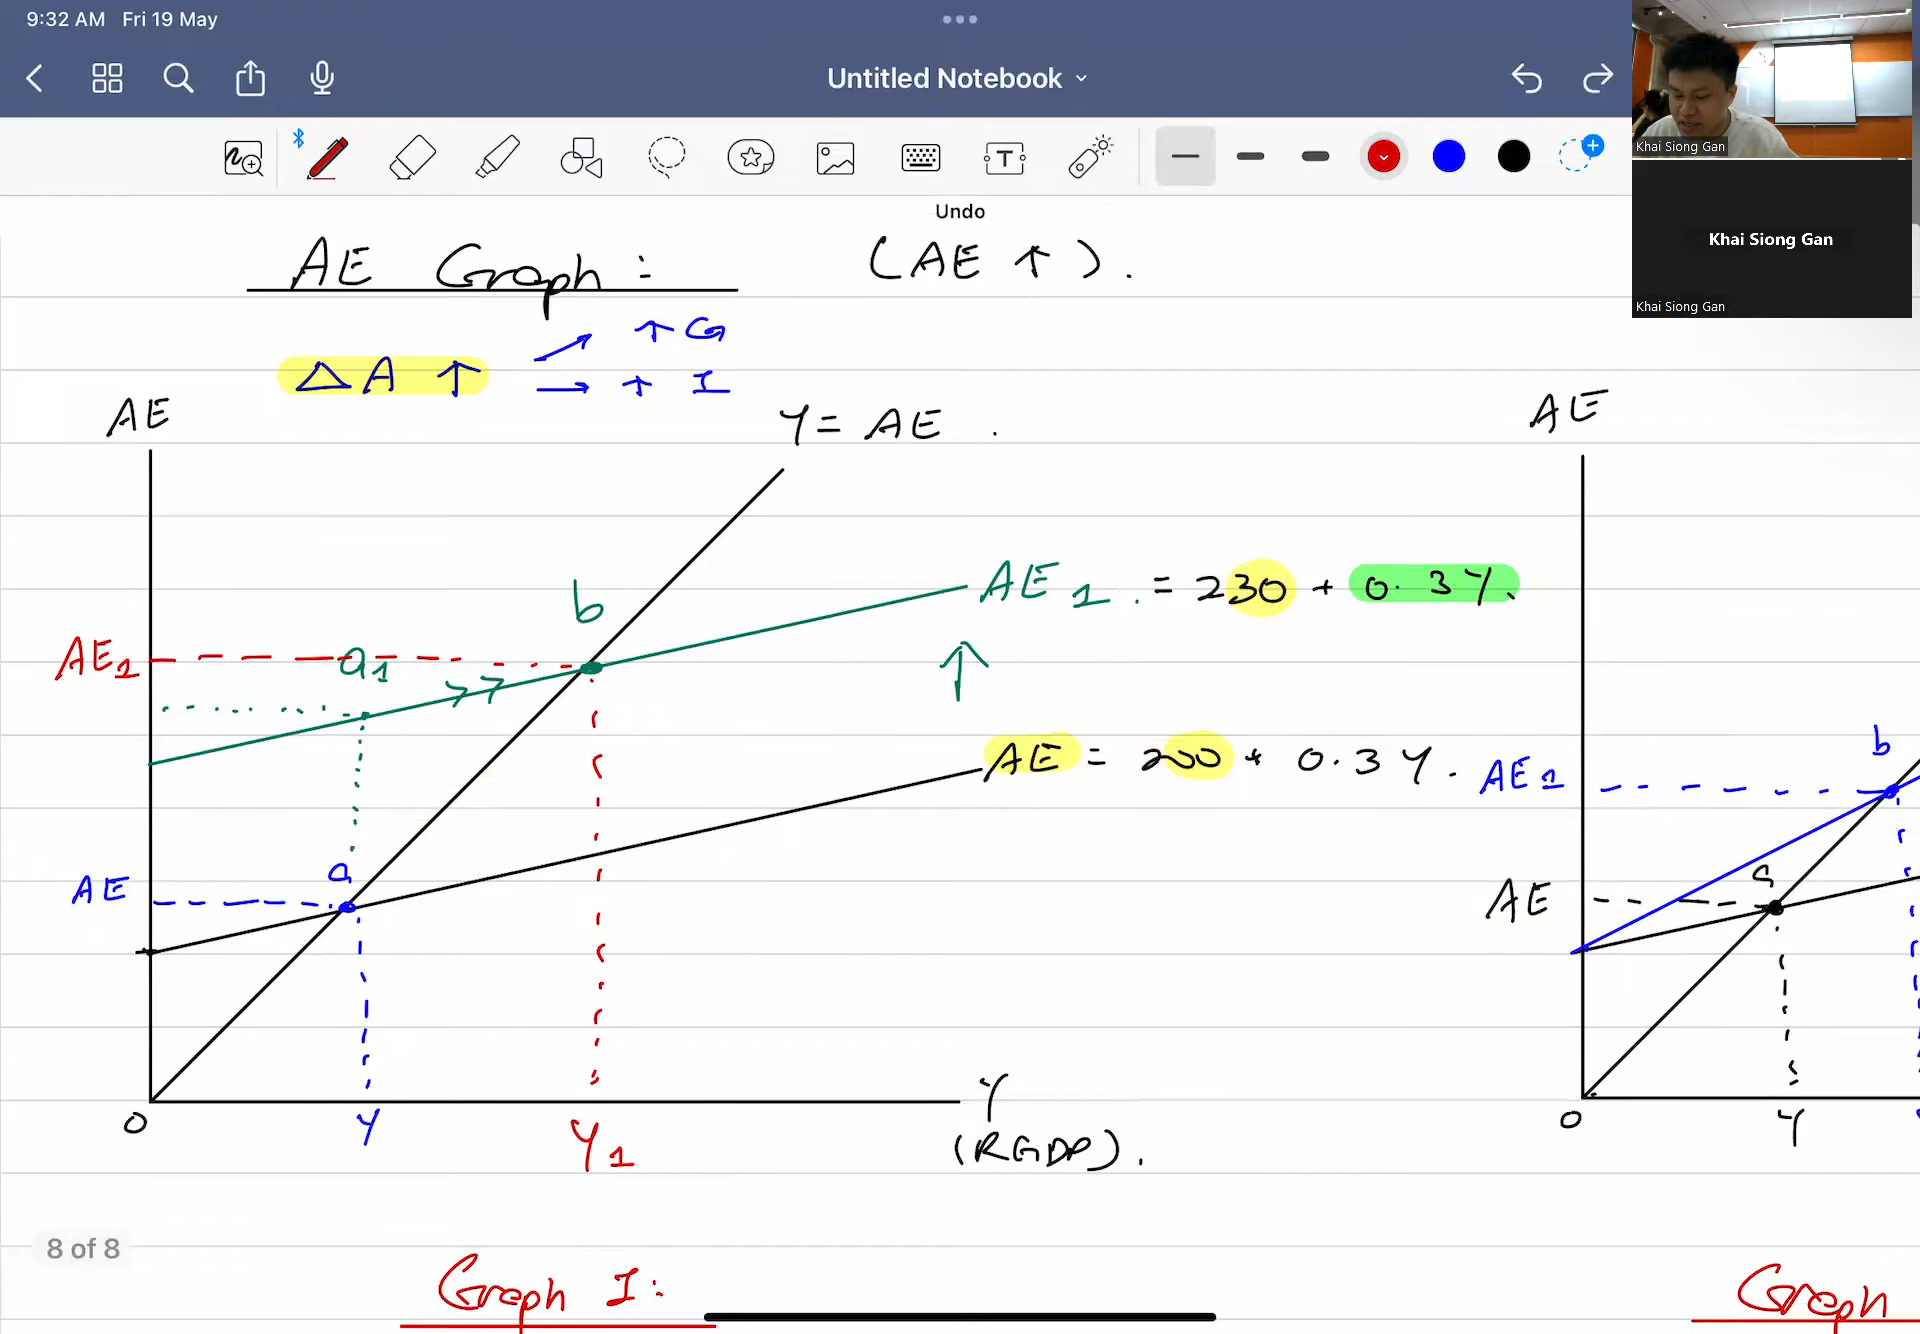 9:32 AM Fri 19 May
Untitled Notebook
Khai Siong Gan
Khai Siong Gan
Khai Siong Gan
T
Undo
AE Graph : (AE ↑).
△A ↑ ↗ ↑ G
→ + I
AE
Y = AE .
AE
b
AE 1 . = 230 + 0.3Y.
AE1
a1
↑
AE = 200 + 0.3Y.
b
AE1
a
AE
a
AE
Y
0
Y
Y1
(RGDP).
0
Y
8 of 8
Graph I:
Graph